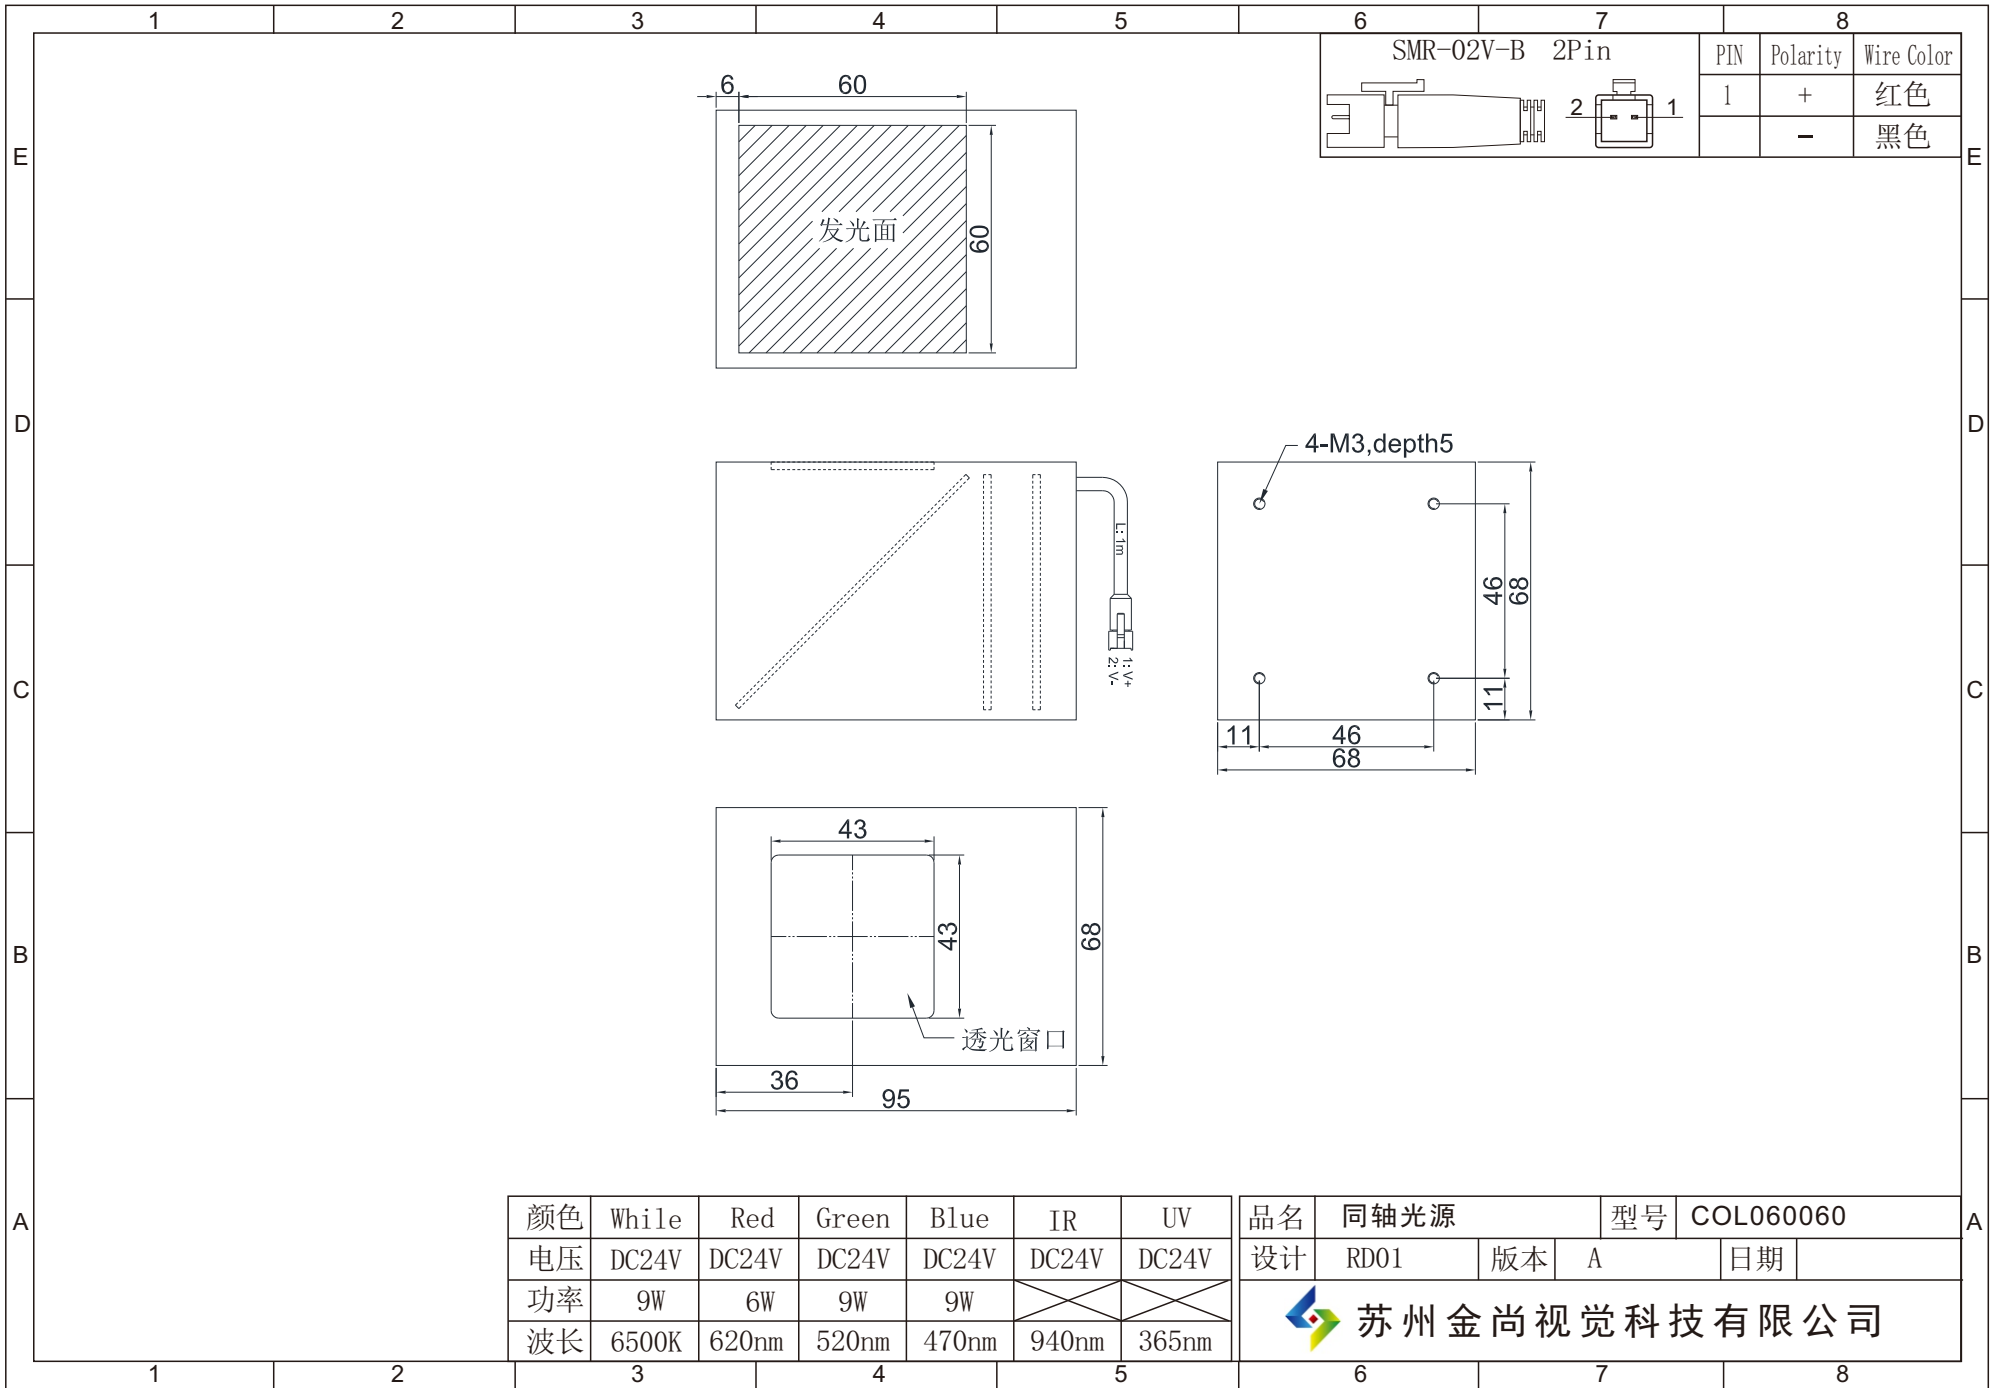 1 2 3 4 5 6 7 8
SMR-02V-B 2Pin
PIN Polarity Wire Color
1 + 红色
- 黑色
2 1
E E
6 60
发光面
60
D D
4-M3,depth5
L: 1m
1: V+
2: V-
46
68
11
11 46
68
C C
43
43
68
透光窗口
36
95
B B
A A
颜色 While Red Green Blue IR UV
电压 DC24V DC24V DC24V DC24V DC24V DC24V
功率 9W 6W 9W 9W
波长 6500K 620nm 520nm 470nm 940nm 365nm
品名 同轴光源 型号 COL060060
设计 RD01 版本 A 日期
苏州金尚视觉科技有限公司
1 2 3 4 5 6 7 8